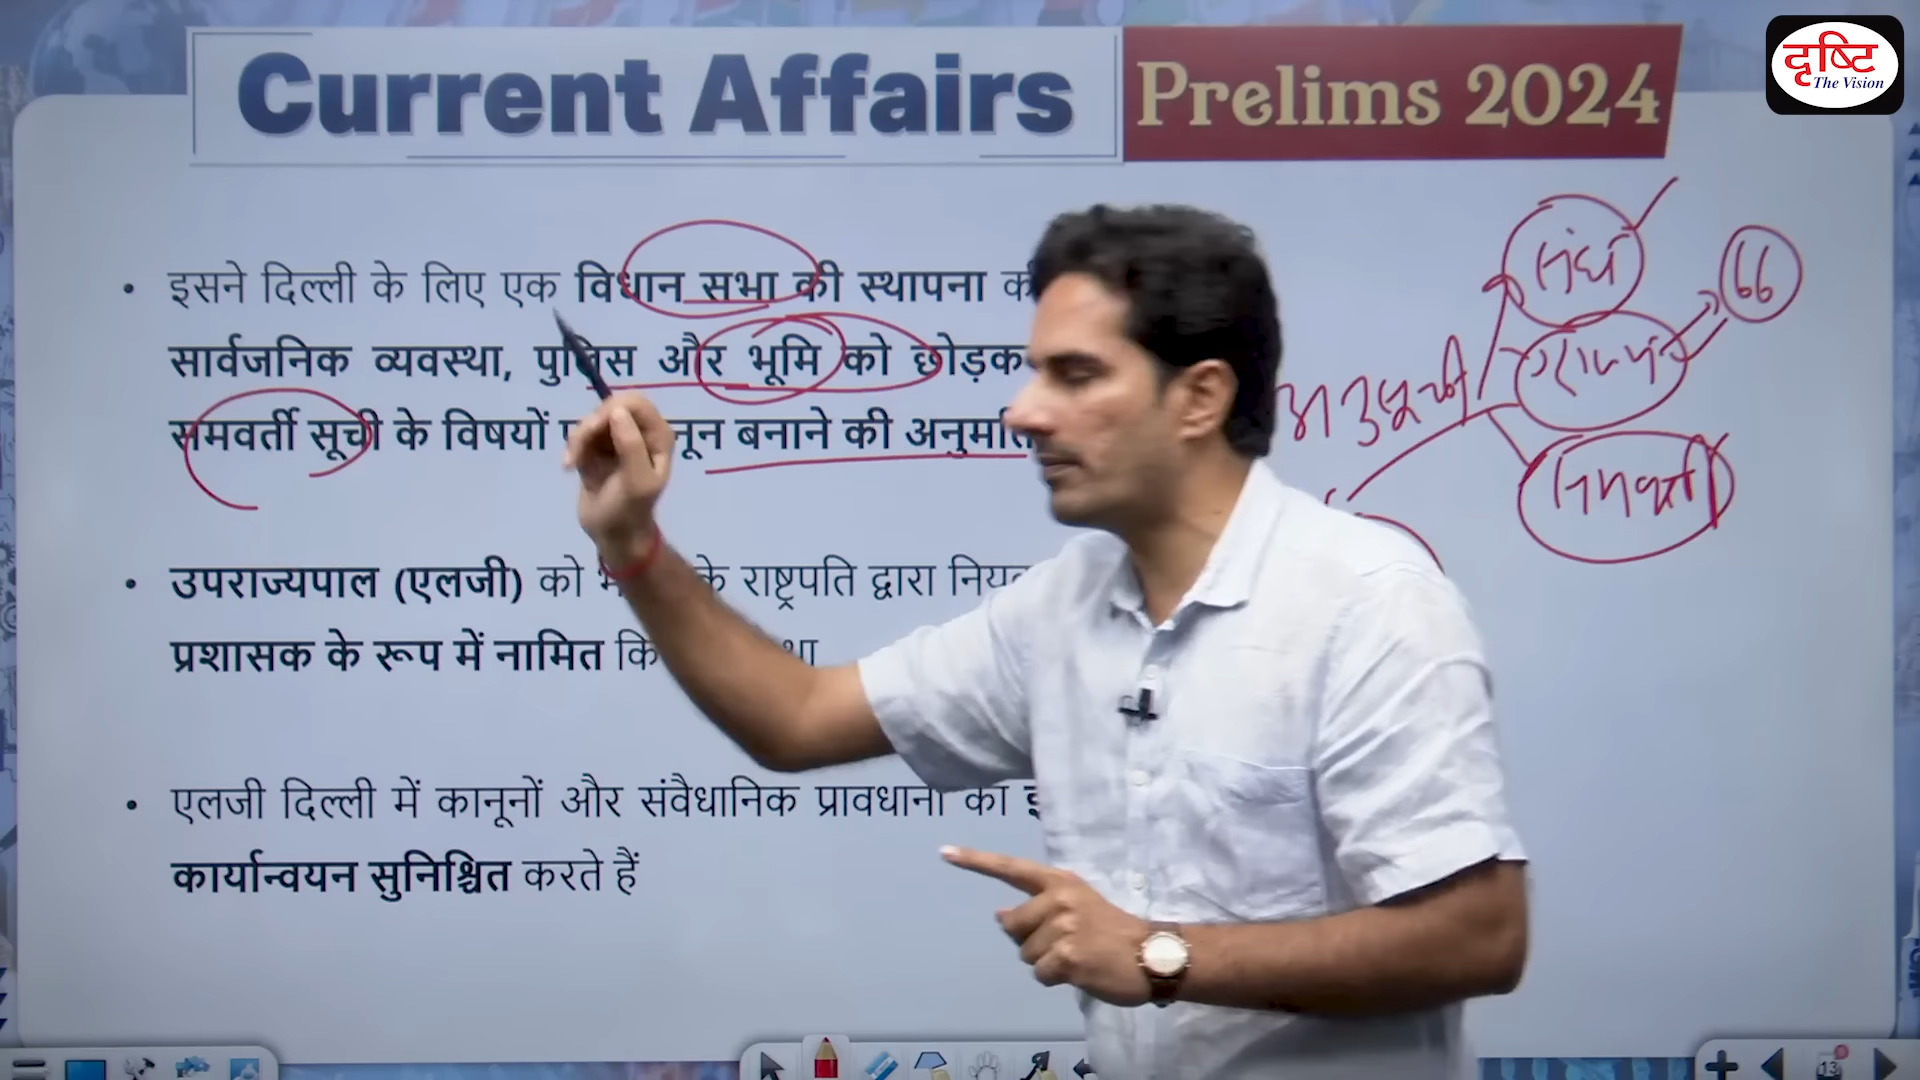 Current Affairs Prelims 2024
दृष्टि
The Vision
• इसने दिल्ली के लिए एक विधान सभा की स्थापना
सार्वजनिक व्यवस्था, पुलिस और भूमि को
समवर्ती सूची के विषयों बनाने की
• उपराज्यपाल (एलजी) को के राष्ट्रपति द्वारा
प्रशासक के रूप में नामित
• एलजी दिल्ली में कानूनों और संवैधानिक प्रावधानों का
कार्यान्वयन सुनिश्चित करते हैं
संघ
66
राज्य
अनुसूची
समवर्ती
13